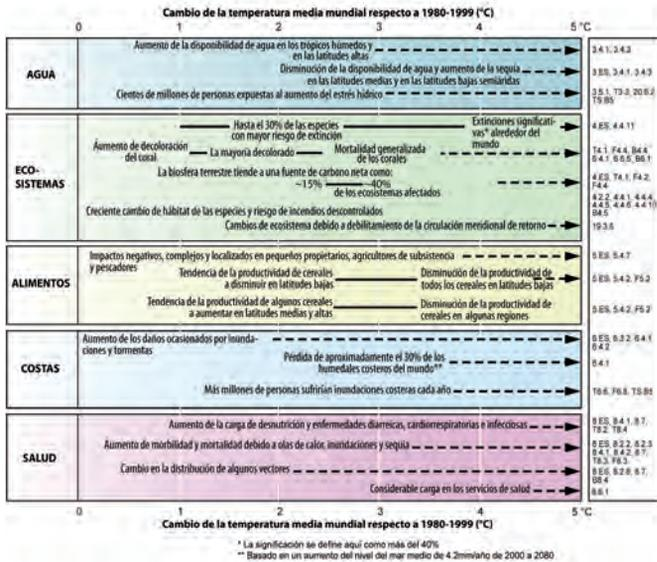 Cambio de la temperatura media mundial respecto a 1980-1999 (°C)
0 1 2 3 4 5 °C
AGUA
Aumento de la disponibilidad de agua en los trópicos húmedos y
en las latitudes altas
3.4.1, 3.4.3
Disminución de la disponibilidad de agua y aumento de la sequía
en las latitudes medias y en las latitudes bajas semiáridas
3.ES, 3.4.1, 3.4.3
Cientos de millones de personas expuestas al aumento del estrés hídrico
3.5.1, T3.3, 20.6.2
TS.B5
ECO-
SISTEMAS
Hasta el 30% de las especies
con mayor riesgo de extinción
Extinciones significati-
vas* alrededor del
mundo
4.ES, 4.4.11
Aumento de decoloración
del coral
La mayoría decolorado
Mortalidad generalizada
de los corales
T4.1, F4.4, B4.4
6.4.1, 6.6.5, B6.1
La biosfera terrestre tiende a una fuente de carbono neta como:
~15% ~40%
de los ecosistemas afectados
4.ES, T4.1, F4.2,
F4.4
Creciente cambio de hábitat de las especies y riesgo de incendios descontrolados
4.2.2, 4.4.1, 4.4.4,
4.4.5, 4.4.6, 4.4.10
B4.5
Cambios de ecosistema debido a debilitamiento de la circulación meridional de retorno
19.3.5
ALIMENTOS
Impactos negativos, complejos y localizados en pequeños propietarios, agricultores de subsistencia
y pescadores
5.ES, 5.4.7
Tendencia de la productividad de cereales
a disminuir en latitudes bajas
Disminución de la productividad de
todos los cereales en latitudes bajas
5.ES, 5.4.2, F5.2
Tendencia de la productividad de algunos cereales
a aumentar en latitudes medias y altas
Disminución de la productividad de
cereales en algunas regiones
5.ES, 5.4.2, F5.2
COSTAS
Aumento de los daños ocasionados por inunda-
ciones y tormentas
6.ES, 6.3.2, 6.4.1
6.4.2
Pérdida de aproximadamente el 30% de los
humedales costeros del mundo**
6.4.1
Más millones de personas sufrirían inundaciones costeras cada año
T6.6, F6.8, TS.B5
SALUD
Aumento de la carga de desnutrición y enfermedades diarreicas, cardiorrespiratorias e infecciosas
8.ES, 8.4.1, 8.7,
T8.2, T8.4
Aumento de morbilidad y mortalidad debido a olas de calor, inundaciones y sequía
8.ES, 8.2.2, 8.2.3
8.4.1, 8.4.2, 8.7,
T8.3, F8.3
Cambio en la distribución de algunos vectores
8.ES, 8.2.8, 8.7,
B8.4
Considerable carga en los servicios de salud
8.6.1
0 1 2 3 4 5 °C
Cambio de la temperatura media mundial respecto a 1980-1999 (°C)
* La significación se define aquí como más del 40%
** Basado en un aumento del nivel del mar medio de 4.2mm/año de 2000 a 2080